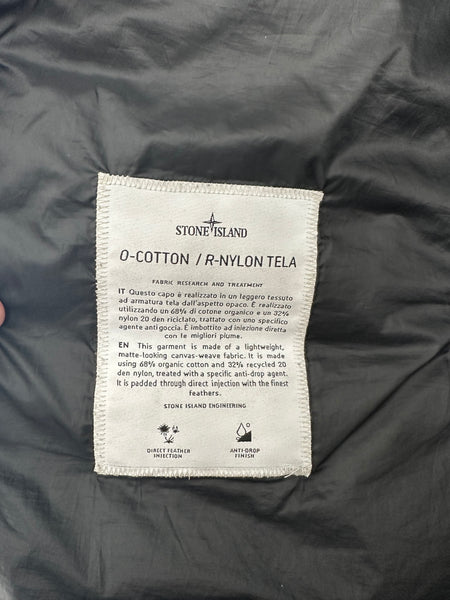 STONE ISLAND
O-COTTON / R-NYLON TELA
FABRIC RESEARCH AND TREATMENT
IT Questo capo è realizzato in un leggero tessuto
ad armatura tela dall'aspetto opaco. È realizzato
utilizzando un 68% di cotone organico e un 32%
nylon 20 den riciclato, trattato con uno specifico
agente anti goccia. È imbottito ad iniezione diretta
con le migliori piume.
EN This garment is made of a lightweight,
matte-looking canvas-weave fabric. It is made
using 68% organic cotton and 32% recycled 20
den nylon, treated with a specific anti-drop agent.
It is padded through direct injection with the finest
feathers.
STONE ISLAND ENGINEERING
DIRECT FEATHER
INJECTION
ANTI-DROP
FINISH